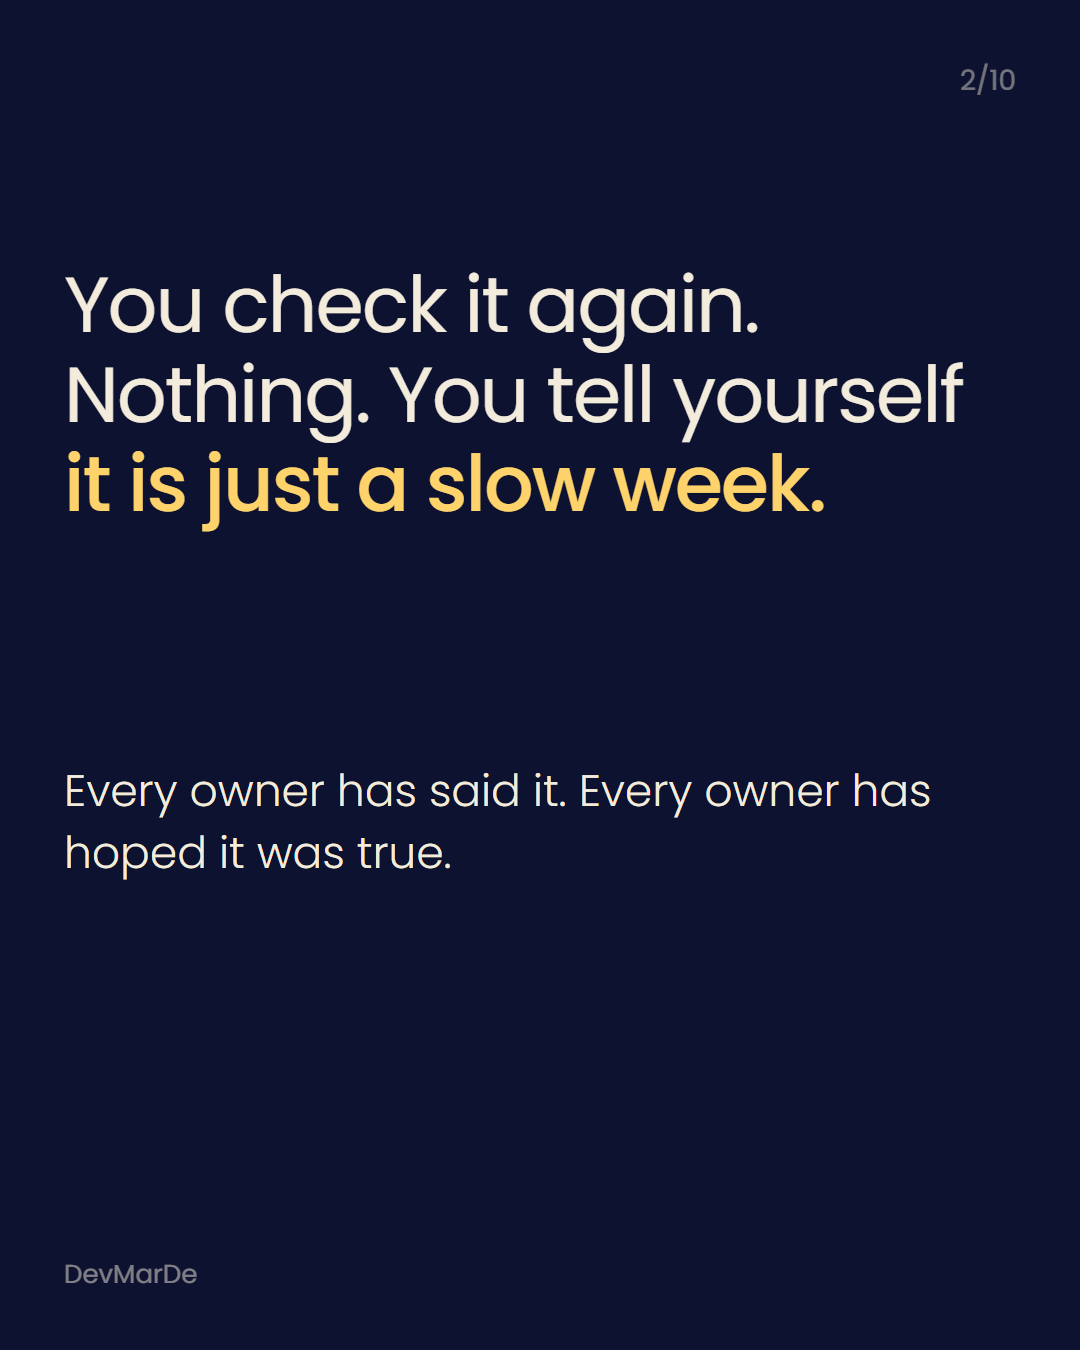 2/10
You check it again.
Nothing. You tell yourself
it is just a slow week.
Every owner has said it. Every owner has
hoped it was true.
DevMarDe